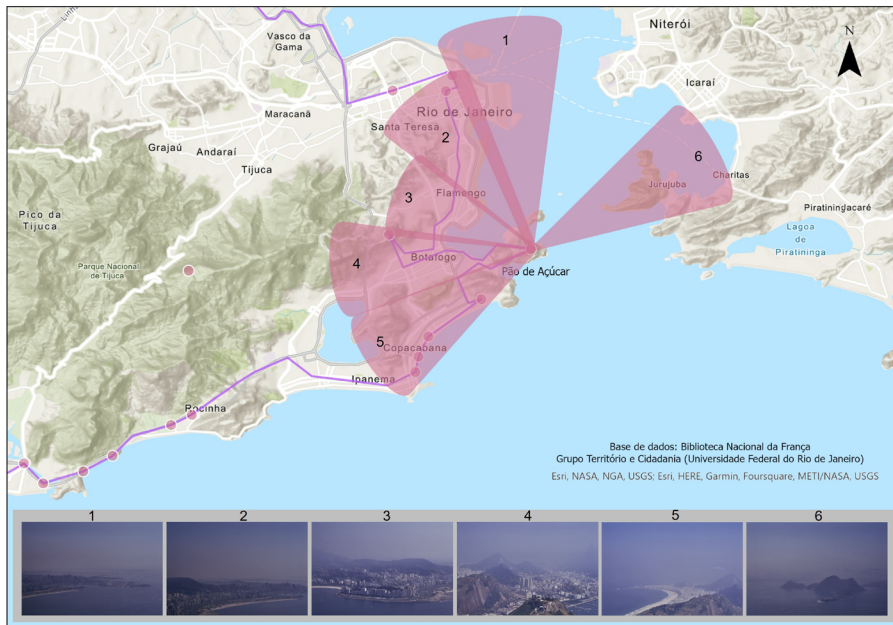 1
Niterói
Vasco da
Gama
N
Icaraí
Rio de Janeiro
Maracanã
Santa Teresa
2
Grajaú
Andaraí
Tijuca
6
Charitas
Jurujuba
3
Flamengo
Piratininga
Jacaré
Pico da
Tijuca
Lagoa
de
Piratininga
Parque Nacional
de Tijuca
4
Botafogo
Pão de Açúcar
5
Copacabana
Ipanema
Rocinha
Base de dados: Biblioteca Nacional da França
Grupo Território e Cidadania (Universidade Federal do Rio de Janeiro)
Esri, NASA, NGA, USGS; Esri, HERE, Garmin, Foursquare, METI/NASA, USGS
1 2 3 4 5 6